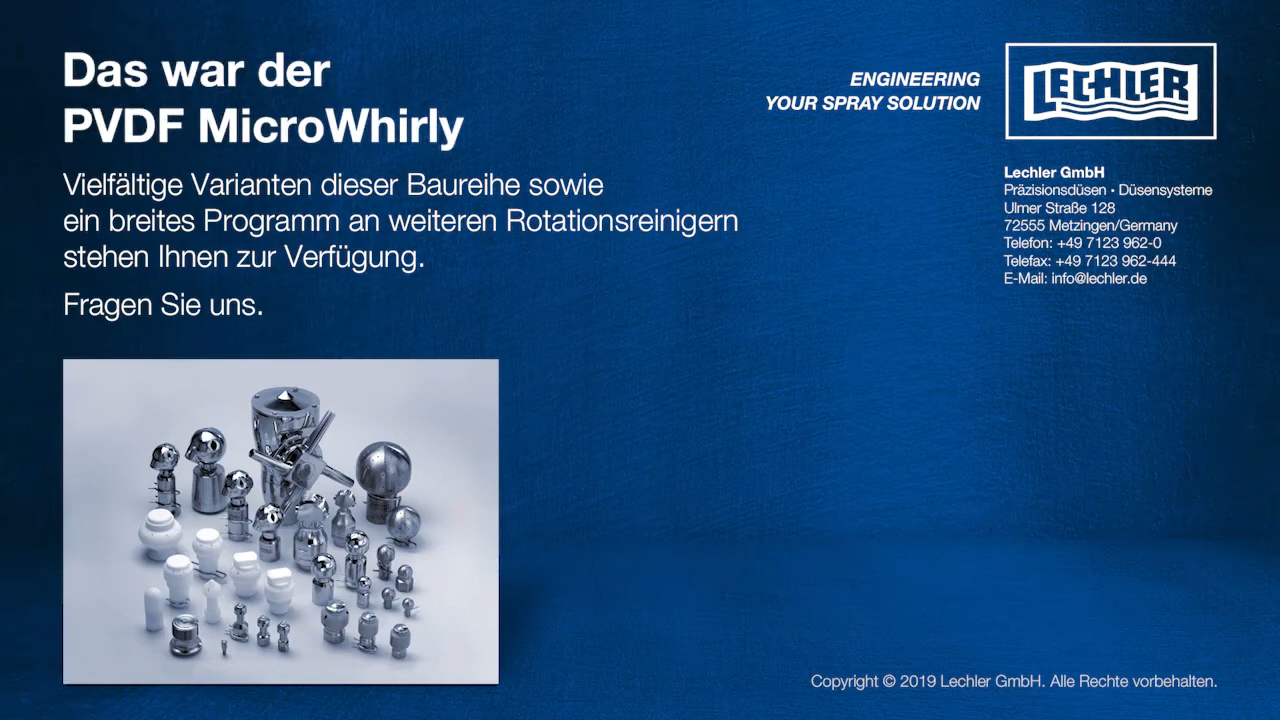 Das war der
PVDF MicroWhirly
Vielfältige Varianten dieser Baureihe sowie
ein breites Programm an weiteren Rotationsreinigern
stehen Ihnen zur Verfügung.
Fragen Sie uns.
ENGINEERING
YOUR SPRAY SOLUTION
LECHLER
Lechler GmbH
Präzisionsdüsen · Düsensysteme
Ulmer Straße 128
72555 Metzingen/Germany
Telefon: +49 7123 962-0
Telefax: +49 7123 962-444
E-Mail: info@lechler.de
Copyright © 2019 Lechler GmbH. Alle Rechte vorbehalten.